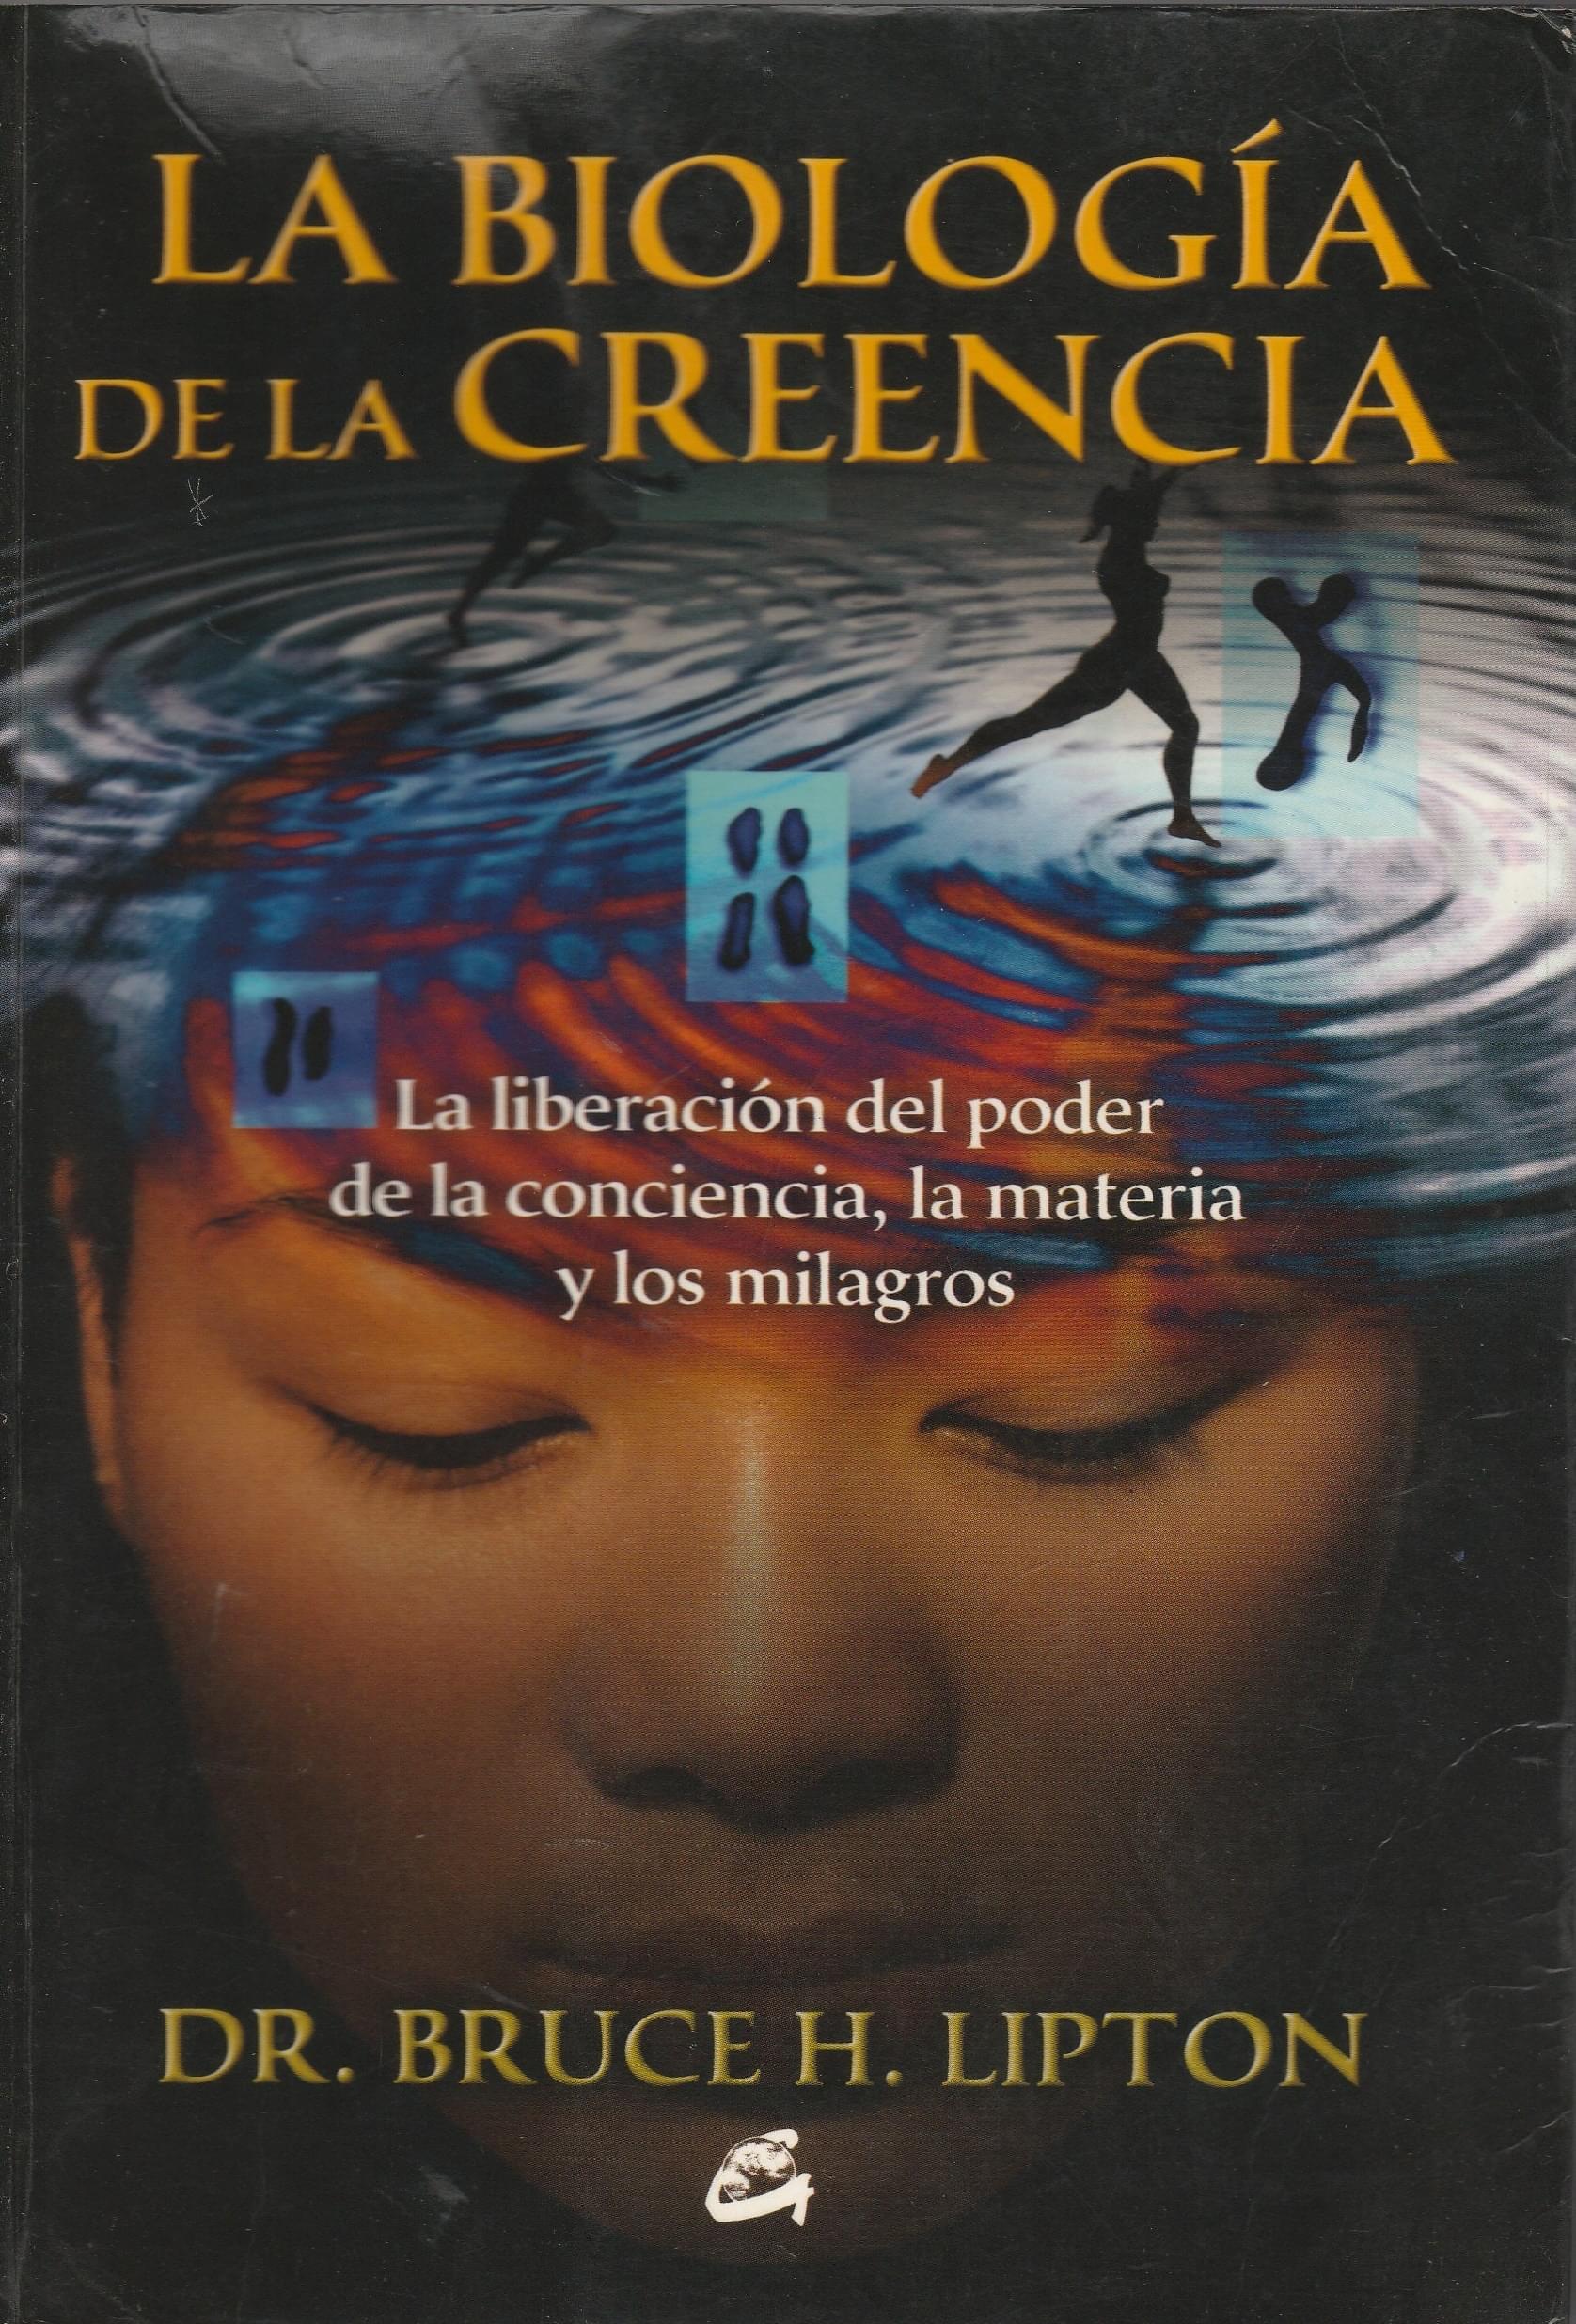 LA BIOLOGÍA
DE LA CREENCIA
La liberación del poder
de la conciencia, la materia
y los milagros
DR. BRUCE H. LIPTON